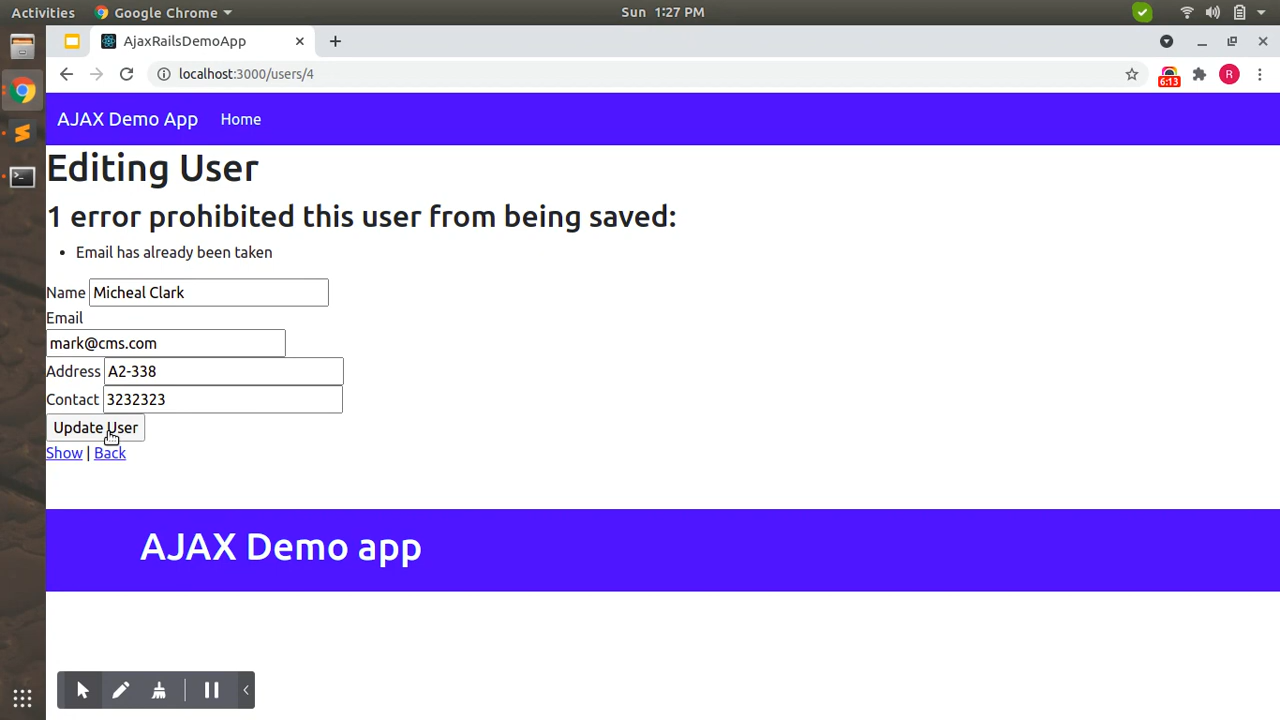 Activities Google Chrome Sun 1:27 PM
AjaxRailsDemoApp
localhost:3000/users/4 6:13 R
AJAX Demo App Home
Editing User
1 error prohibited this user from being saved:
• Email has already been taken
Name Micheal Clark
Email
mark@cms.com
Address A2-338
Contact 3232323
Update User
Show | Back
AJAX Demo app